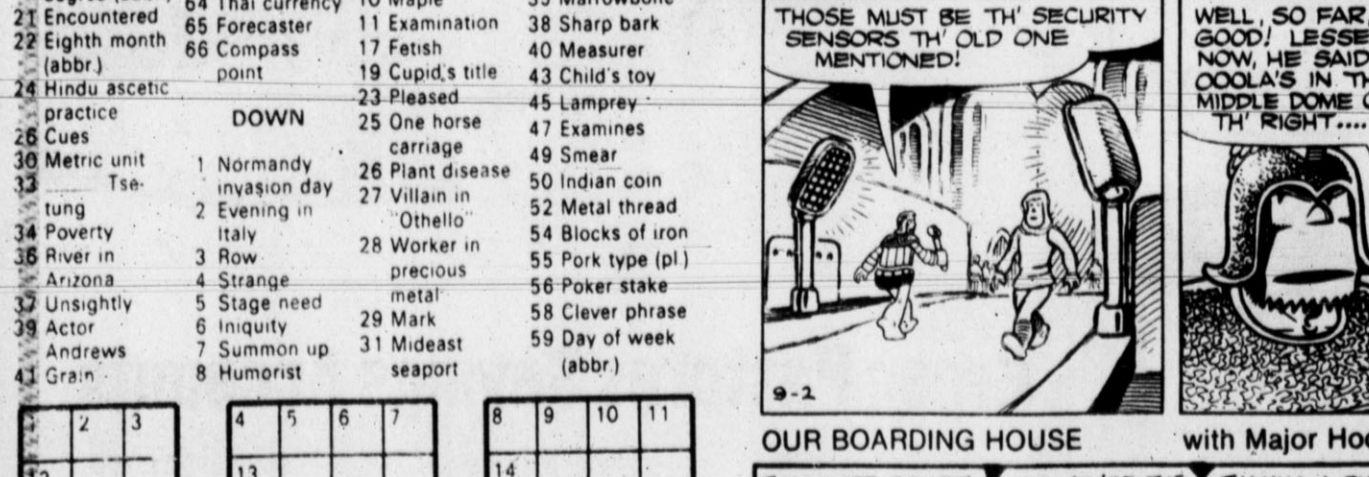 21 Encountered
22 Eighth month
(abbr.)
24 Hindu ascetic
practice
26 Cues
30 Metric unit
33 ____ Tse-
tung
34 Poverty
36 River in
Arizona
37 Unsightly
39 Actor
Andrews
41 Grain
64 Thai currency
65 Forecaster
66 Compass
point
DOWN
1 Normandy
invasion day
2 Evening in
Italy
3 Row
4 Strange
5 Stage need
6 Iniquity
7 Summon up
8 Humorist
10 Maple
11 Examination
17 Fetish
19 Cupid's title
23 Pleased
25 One horse
carriage
26 Plant disease
27 Villain in
"Othello"
28 Worker in
precious
metal
29 Mark
31 Mideast
seaport
35 Marrowbone
38 Sharp bark
40 Measurer
43 Child's toy
45 Lamprey
47 Examines
49 Smear
50 Indian coin
52 Metal thread
54 Blocks of iron
55 Pork type (pl.)
56 Poker stake
58 Clever phrase
59 Day of week
(abbr.)
2 3 4 5 6 7 8 9 10 11
13 14
THOSE MUST BE TH' SECURITY
SENSORS TH' OLD ONE
MENTIONED!
9-2
WELL, SO FAR
GOOD! LESSE
NOW, HE SAID
OOOLA'S IN TH
MIDDLE DOME O
TH' RIGHT....
OUR BOARDING HOUSE
with Major Hoo